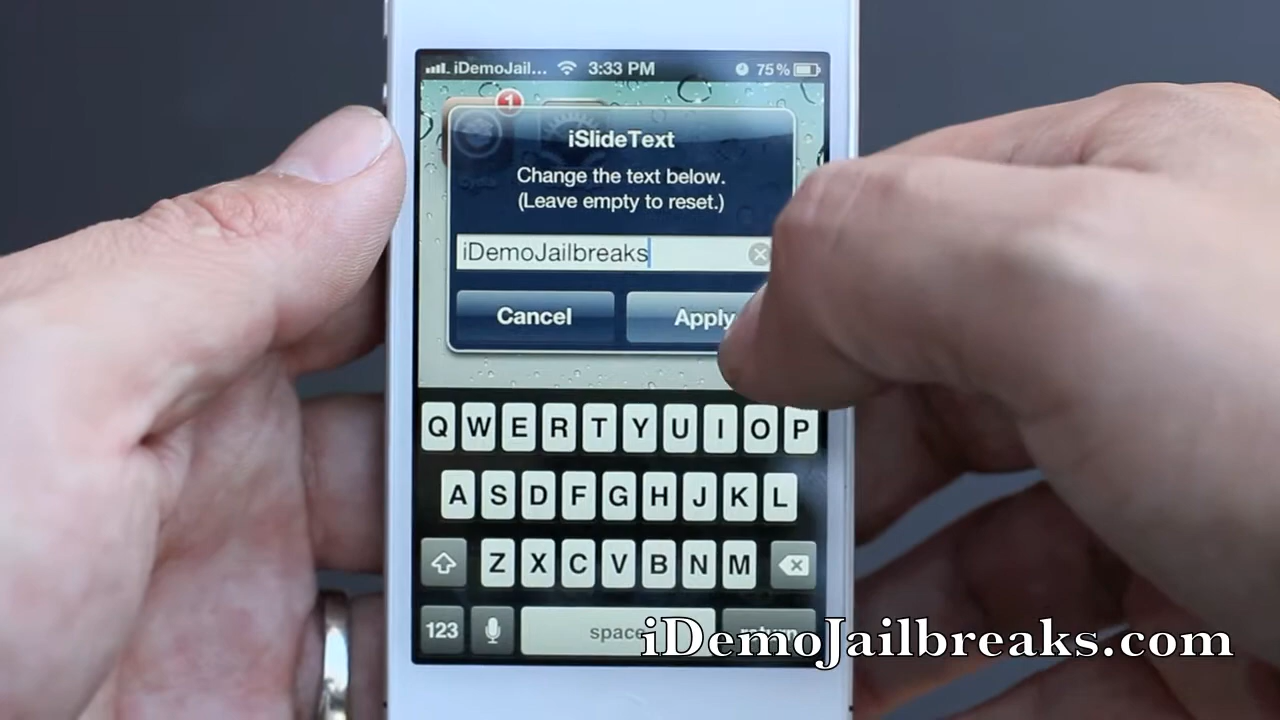 iDemoJail... 3:33 PM 75%
1
iSlideText
Change the text below.
(Leave empty to reset.)
iDemoJailbreaks
Cancel Apply
Q W E R T Y U I O P
A S D F G H J K L
Z X C V B N M
123 space return
iDemoJailbreaks.com